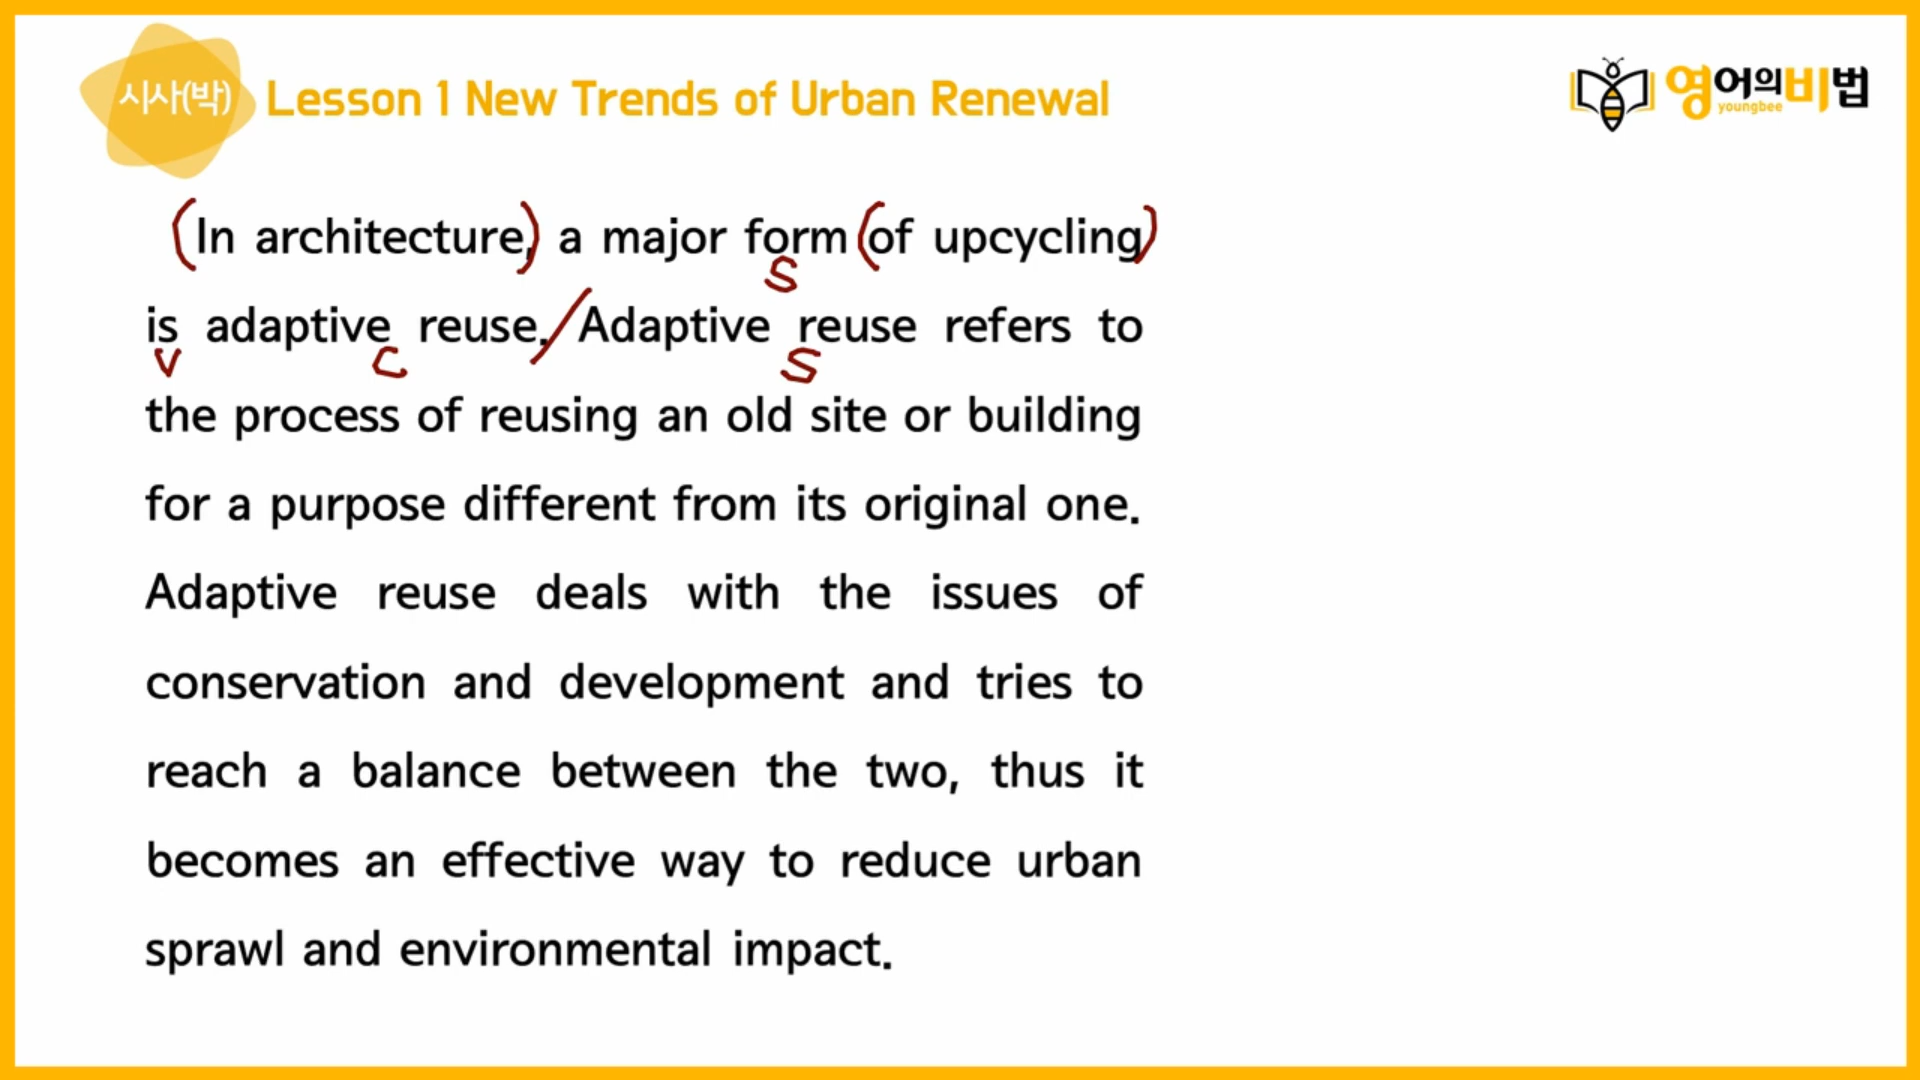 시사(박)
Lesson 1 New Trends of Urban Renewal
영어의비법
youngbee
(In architecture,) a major form (of upcycling)
S
is adaptive reuse. / Adaptive reuse refers to
V C S
the process of reusing an old site or building
for a purpose different from its original one.
Adaptive reuse deals with the issues of
conservation and development and tries to
reach a balance between the two, thus it
becomes an effective way to reduce urban
sprawl and environmental impact.